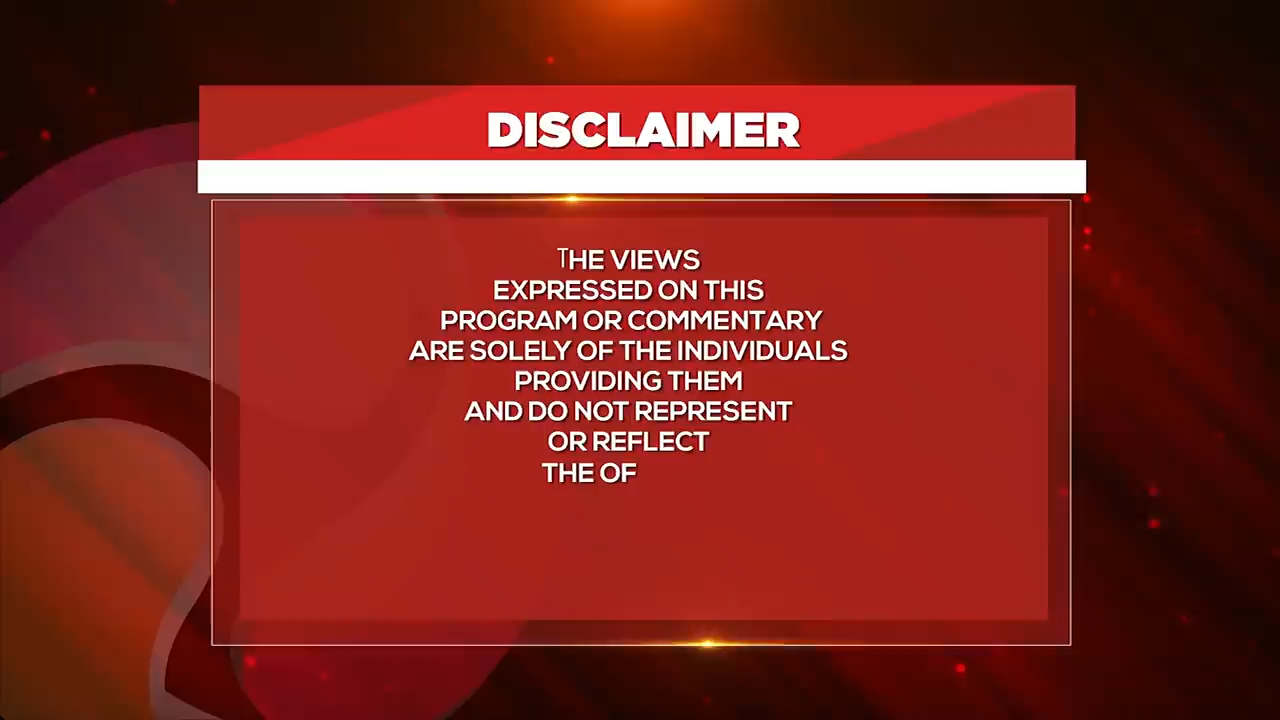 DISCLAIMER
THE VIEWS
EXPRESSED ON THIS
PROGRAM OR COMMENTARY
ARE SOLELY OF THE INDIVIDUALS
PROVIDING THEM
AND DO NOT REPRESENT
OR REFLECT
THE OF